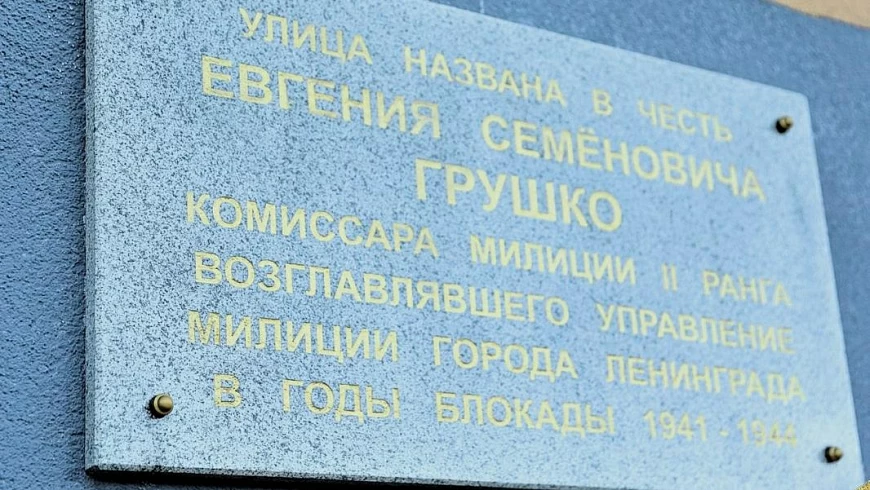 УЛИЦА НАЗВАНА В ЧЕСТЬ
ЕВГЕНИЯ СЕМЁНОВИЧА
ГРУШКО
КОМИССАРА МИЛИЦИИ II РАНГА
ВОЗГЛАВЛЯВШЕГО УПРАВЛЕНИЕ
МИЛИЦИИ ГОРОДА ЛЕНИНГРАДА
В ГОДЫ БЛОКАДЫ 1941 - 1944